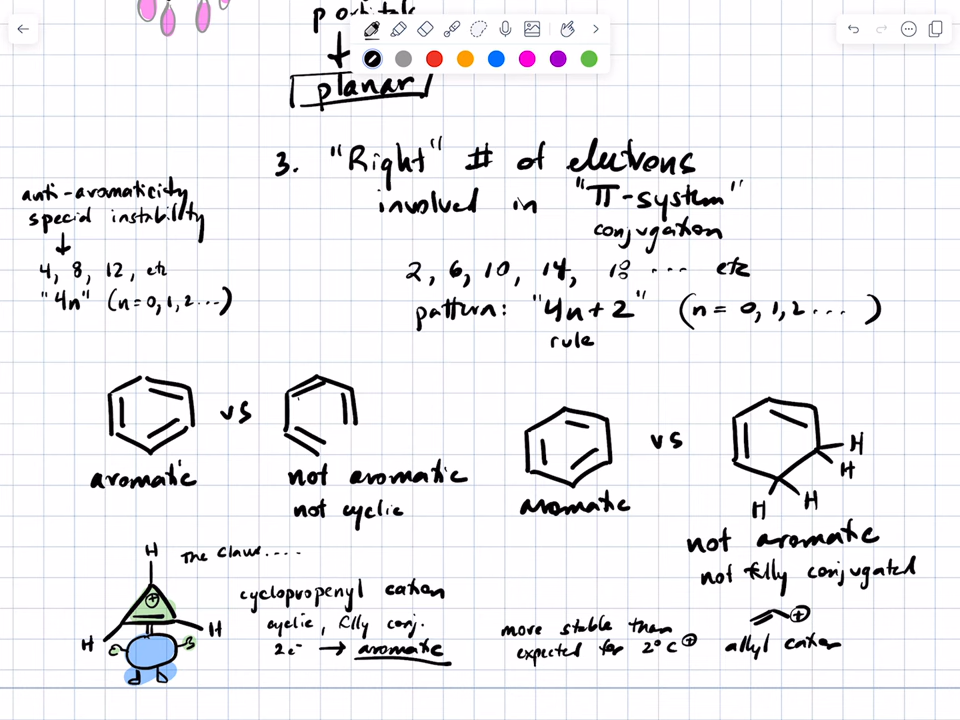 p orbitals
planar
3. "Right" # of electrons
involved in "π-system"
conjugation
anti-aromaticity
special instability
4, 8, 12, etc
"4n" (n=0,1,2...)
2, 6, 10, 14, 18 ... etc
pattern: "4n+2" (n = 0, 1, 2 ... )
rule
vs
aromatic
not aromatic
not cyclic
vs
H
H
H
H
aromatic
not aromatic
not fully conjugated
H
The Claw....
+
H
H
cyclopropenyl cation
cyclic, fully conj.
2e⁻ → aromatic
more stable than
expected for 2° C⊕
+
allyl cation